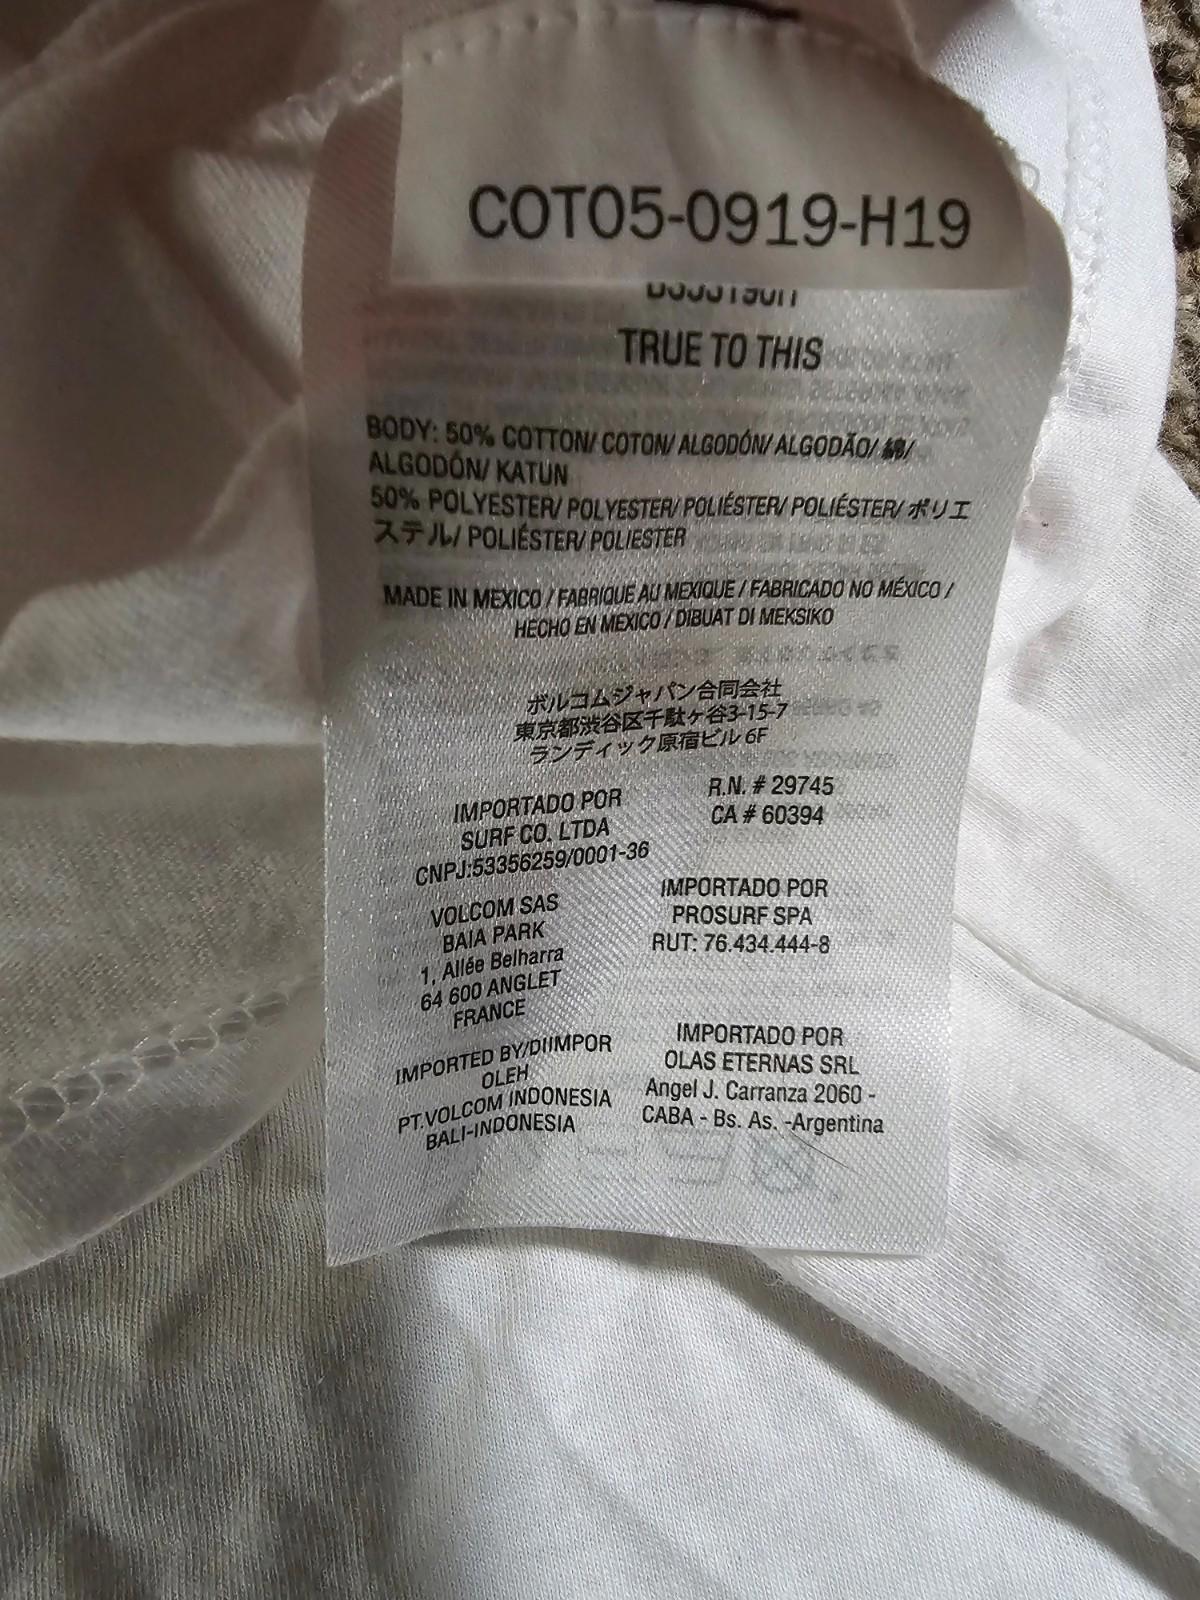 COT05-0919-H19
TRUE TO THIS
BODY: 50% COTTON/ COTON/ ALGODÓN/ ALGODÃO/ 綿/
ALGODÓN/ KATUN
50% POLYESTER/ POLYESTER/ POLIÉSTER/ POLIÉSTER/ ポリエ
ステル/ POLIÉSTER/ POLIESTER
MADE IN MEXICO / FABRIQUE AU MEXIQUE / FABRICADO NO MÉXICO /
HECHO EN MEXICO / DIBUAT DI MEKSIKO
ボルコムジャパン合同会社
東京都渋谷区千駄ヶ谷3-15-7
ランディック原宿ビル 6F
IMPORTADO POR
SURF CO. LTDA
CNPJ:53356259/0001-36
R.N. # 29745
CA # 60394
VOLCOM SAS
BAIA PARK
1, Allée Belharra
64 600 ANGLET
FRANCE
IMPORTADO POR
PROSURF SPA
RUT: 76.434.444-8
IMPORTED BY/DIIMPOR
OLEH
PT.VOLCOM INDONESIA
BALI-INDONESIA
IMPORTADO POR
OLAS ETERNAS SRL
Angel J. Carranza 2060 -
CABA - Bs. As. -Argentina